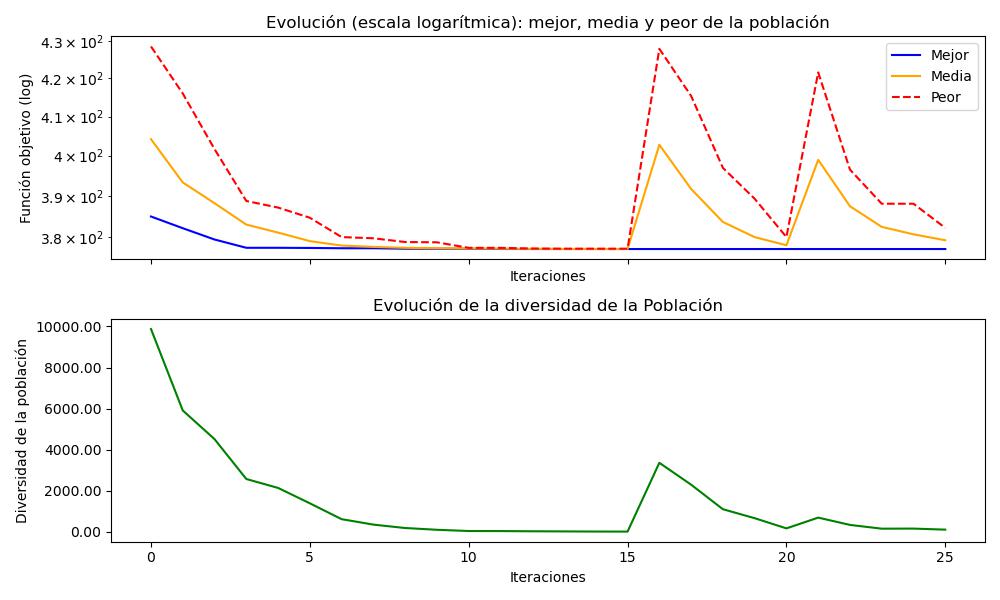 Evolución (escala logarítmica): mejor, media y peor de la población
Función objetivo (log)
4.3 × 10²
4.2 × 10²
4.1 × 10²
4 × 10²
3.9 × 10²
3.8 × 10²
Mejor
Media
Peor
Iteraciones
Evolución de la diversidad de la Población
Diversidad de la población
10000.00
8000.00
6000.00
4000.00
2000.00
0.00
0 5 10 15 20 25
Iteraciones